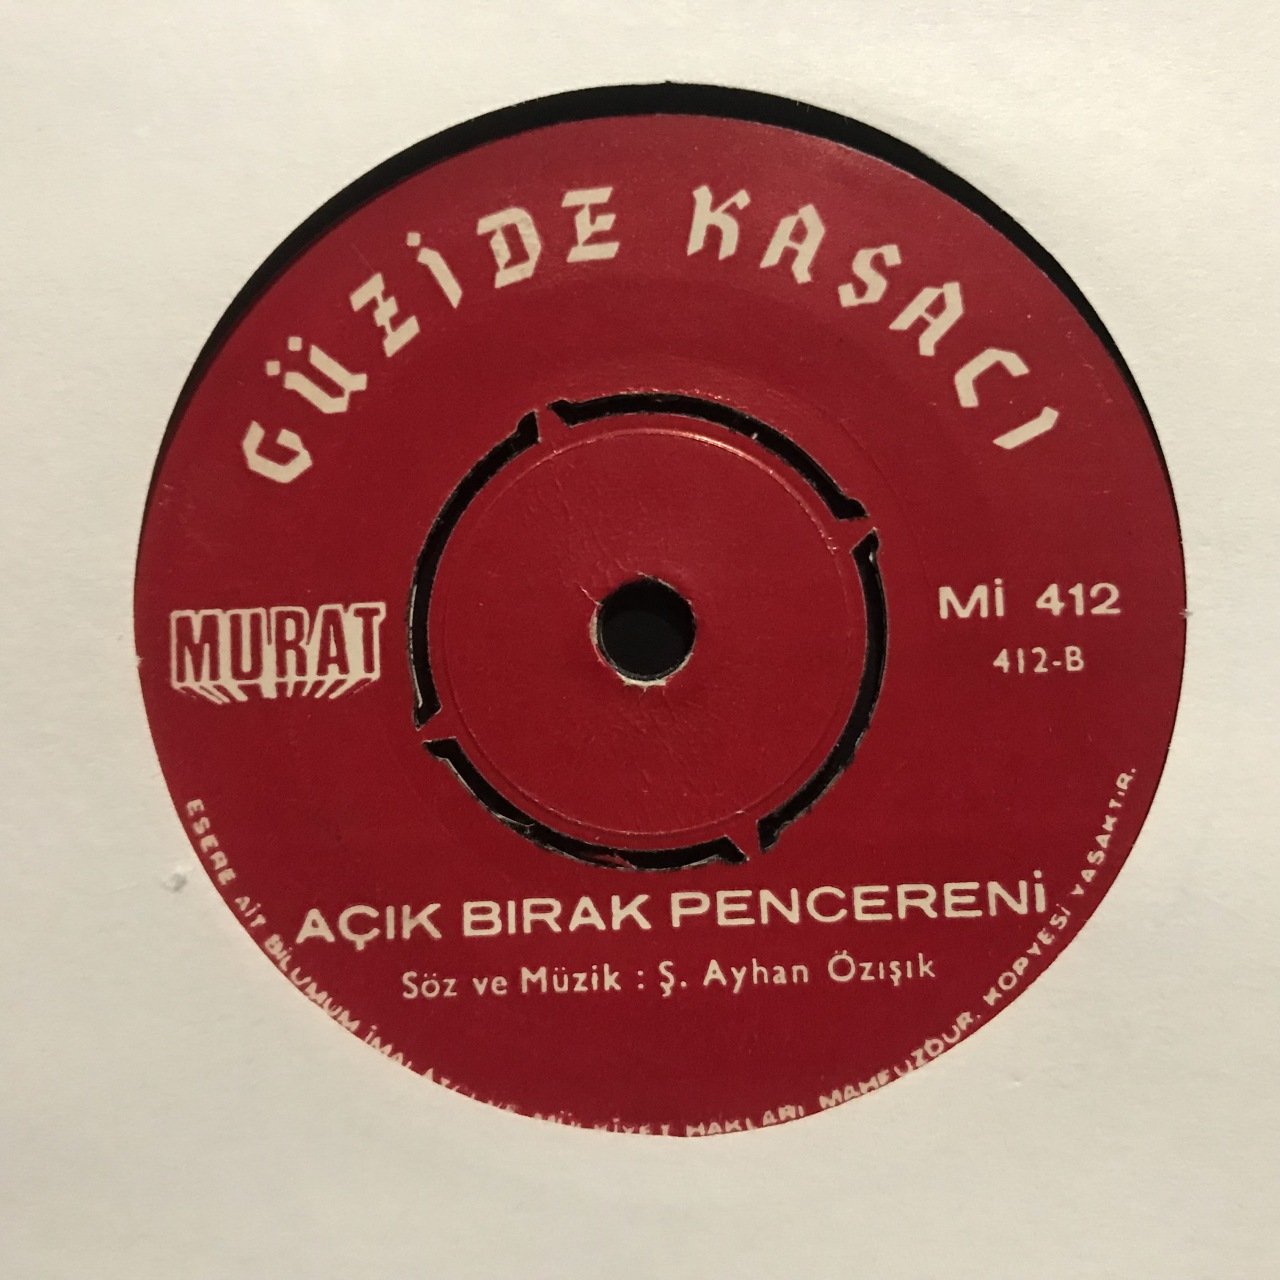 GÜZİDE KASACI
MURAT
Mİ 412
412-B
AÇIK BIRAK PENCERENİ
Söz ve Müzik : Ş. Ayhan Özışık
ESERE AİT BİLUMUM İMALATÇI VE MÜLKİYET HAKLARI MAHFUZDUR. KOPYESİ YASAKTIR.